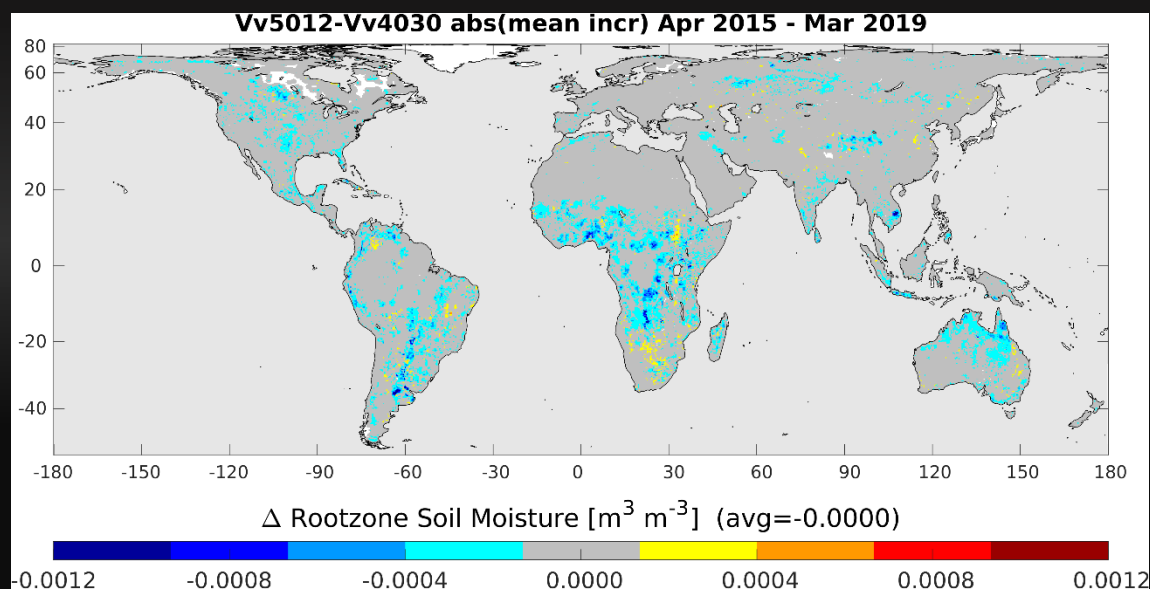 Vv5012-Vv4030 abs(mean incr) Apr 2015 - Mar 2019
80
60
40
20
0
-20
-40
-180 -120 -90 -60 0 30 60 90 120 150 180
Δ Rootzone Soil Moisture [m³ m⁻³] (avg=-0.0000)
-0.0012 -0.0008 -0.0004 0.0000 0.0004 0.0008 0.0012